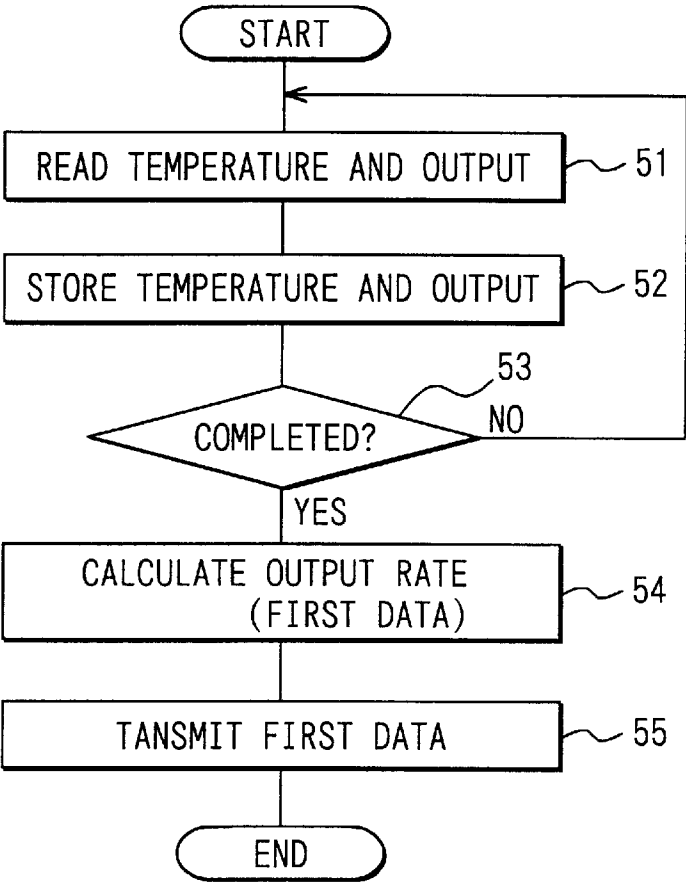 START
READ TEMPERATURE AND OUTPUT
51
STORE TEMPERATURE AND OUTPUT
52
53
COMPLETED?
NO
YES
CALCULATE OUTPUT RATE
(FIRST DATA)
54
TANSMIT FIRST DATA
55
END